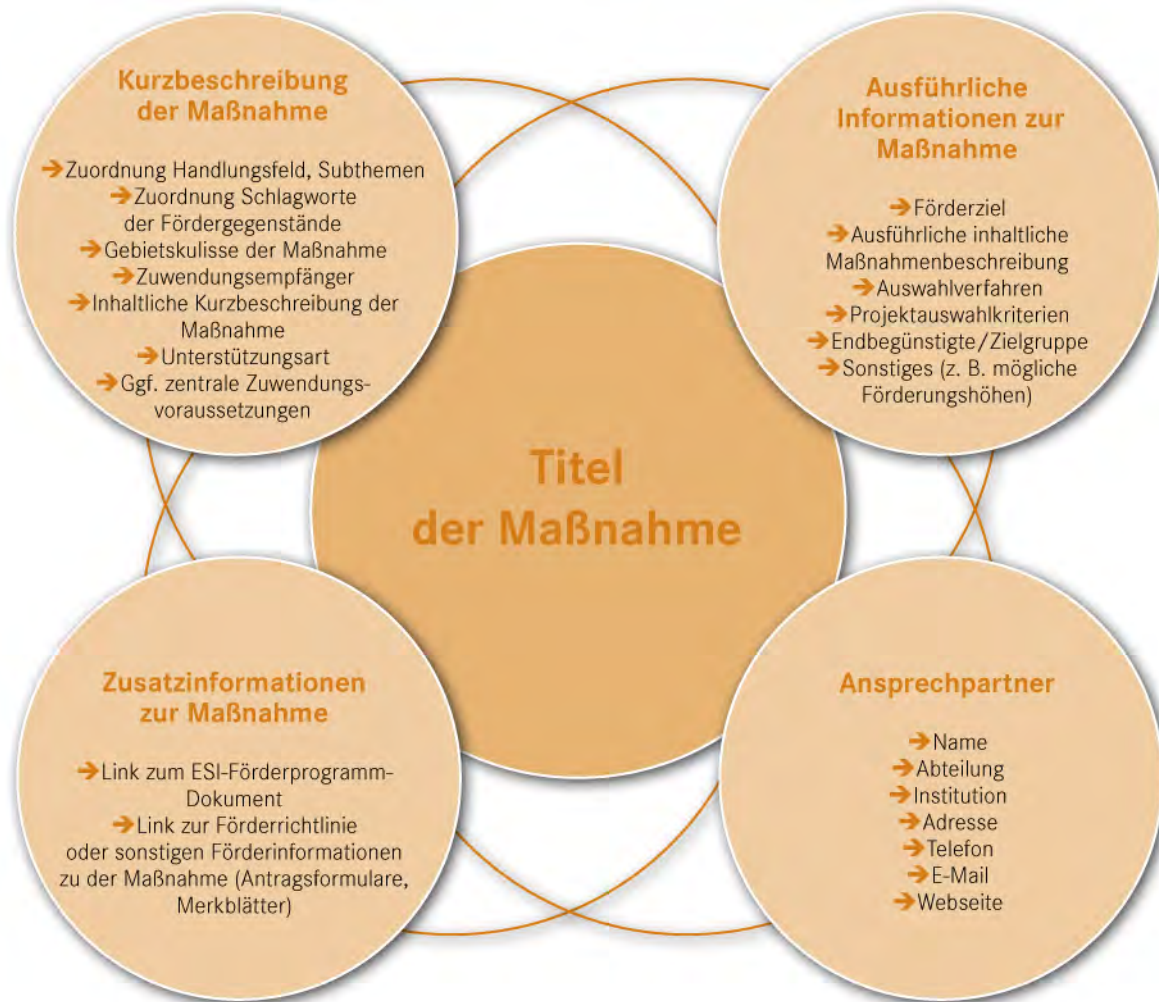 Kurzbeschreibung
der Maßnahme
➔Zuordnung Handlungsfeld, Subthemen
➔Zuordnung Schlagworte
der Fördergegenstände
➔Gebietskulisse der Maßnahme
➔Zuwendungsempfänger
➔Inhaltliche Kurzbeschreibung der
Maßnahme
➔Unterstützungsart
➔Ggf. zentrale Zuwendungs-
voraussetzungen
Ausführliche
Informationen zur
Maßnahme
➔Förderziel
➔Ausführliche inhaltliche
Maßnahmenbeschreibung
➔Auswahlverfahren
➔Projektauswahlkriterien
➔Endbegünstigte/Zielgruppe
➔Sonstiges (z. B. mögliche
Förderungshöhen)
Titel
der Maßnahme
Zusatzinformationen
zur Maßnahme
➔Link zum ESI-Förderprogramm-
Dokument
➔Link zur Förderrichtlinie
oder sonstigen Förderinformationen
zu der Maßnahme (Antragsformulare,
Merkblätter)
Ansprechpartner
➔Name
➔Abteilung
➔Institution
➔Adresse
➔Telefon
➔E-Mail
➔Webseite